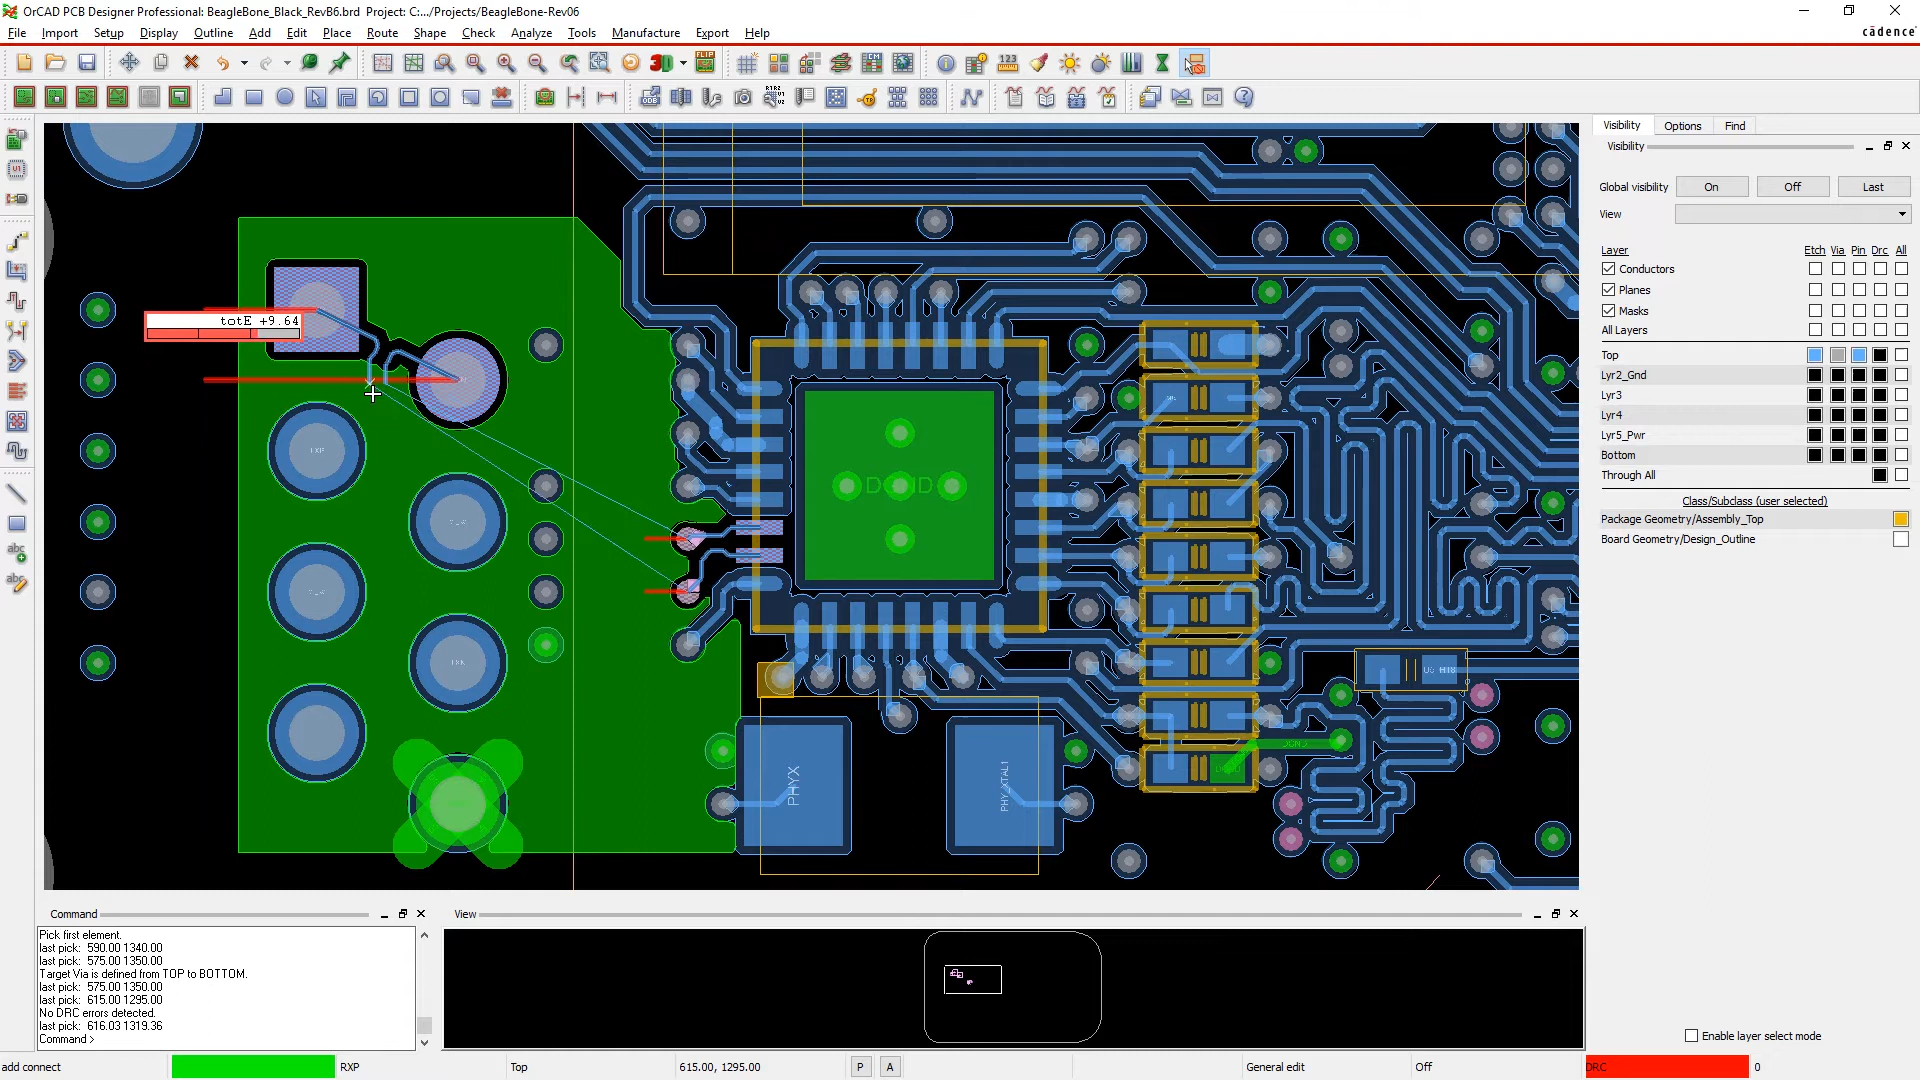 OrCAD PCB Designer Professional: BeagleBone_Black_RevB6.brd  Project: C:.../Projects/BeagleBone-Rev06
File Import Setup Display Outline Add Edit Place Route Shape Check Analyze Tools Manufacture Export Help
cādence
3D FLIP 123
Visibility Options Find
Visibility
Global visibility On Off Last
View
Layer Etch Via Pin Drc All
Conductors
Planes
Masks
All Layers
Top
Lyr2_Gnd
Lyr3
Lyr4
Lyr5_Pwr
Bottom
Through All
Class/Subclass (user selected)
Package Geometry/Assembly_Top
Board Geometry/Design_Outline
Enable layer select mode
totE +9.64
PHYX
PHY_XTAL1
DGND
Command
Pick first element.
last pick:  590.00 1340.00
last pick:  575.00 1350.00
Target Via is defined from TOP to BOTTOM.
last pick:  575.00 1350.00
last pick:  615.00 1295.00
No DRC errors detected.
last pick:  616.03 1319.36
Command >
View
add connect RXP Top 615.00, 1295.00 P A General edit Off DRC 0